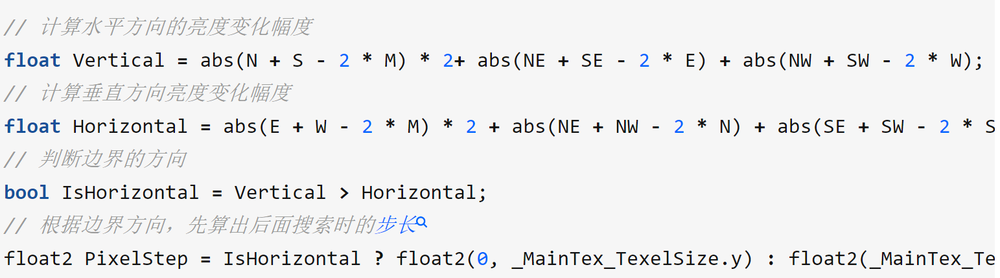 // 计算水平方向的亮度变化幅度
float Vertical = abs(N + S - 2 * M) * 2+ abs(NE + SE - 2 * E) + abs(NW + SW - 2 * W);
// 计算垂直方向亮度变化幅度
float Horizontal = abs(E + W - 2 * M) * 2 + abs(NE + NW - 2 * N) + abs(SE + SW - 2 * S
// 判断边界的方向
bool IsHorizontal = Vertical > Horizontal;
// 根据边界方向，先算出后面搜索时的步长
float2 PixelStep = IsHorizontal ? float2(0, _MainTex_TexelSize.y) : float2(_MainTex_Te